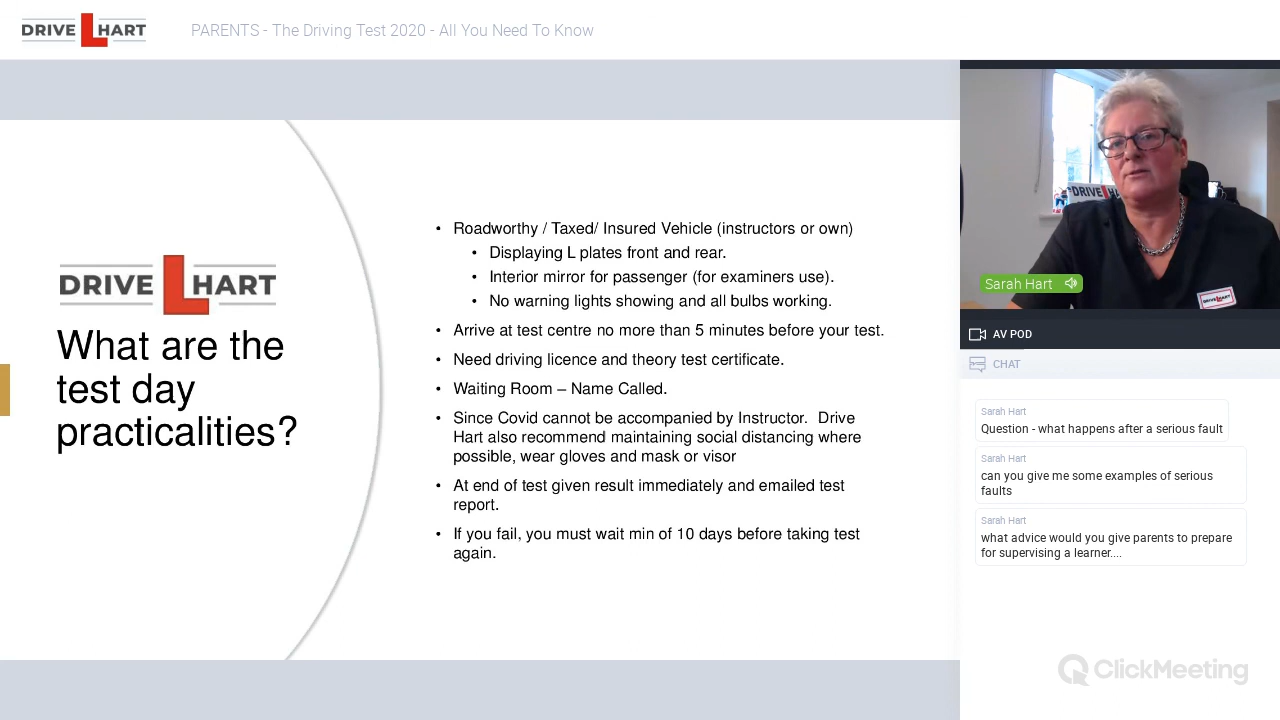 DRIVE L HART
PARENTS - The Driving Test 2020 - All You Need To Know
DRIVE L HART
What are the
test day
practicalities?
• Roadworthy / Taxed/ Insured Vehicle (instructors or own)
• Displaying L plates front and rear.
• Interior mirror for passenger (for examiners use).
• No warning lights showing and all bulbs working.
• Arrive at test centre no more than 5 minutes before your test.
• Need driving licence and theory test certificate.
• Waiting Room – Name Called.
• Since Covid cannot be accompanied by Instructor. Drive
Hart also recommend maintaining social distancing where
possible, wear gloves and mask or visor
• At end of test given result immediately and emailed test
report.
• If you fail, you must wait min of 10 days before taking test
again.
DRIVE L HART
Sarah Hart
DRIVE L HART
AV POD
CHAT
Sarah Hart
Question - what happens after a serious fault
Sarah Hart
can you give me some examples of serious
faults
Sarah Hart
what advice would you give parents to prepare
for supervising a learner....
ClickMeeting